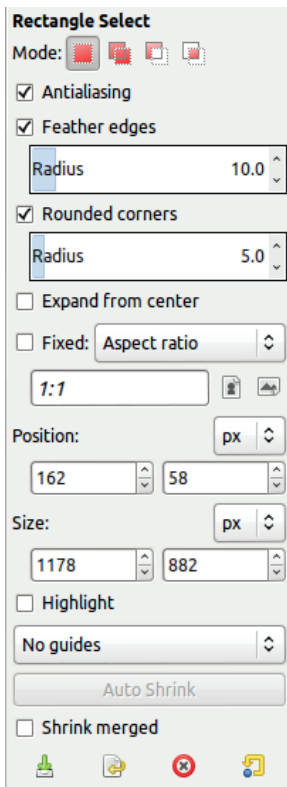 Rectangle Select
Mode:
Antialiasing
Feather edges
Radius 10.0
Rounded corners
Radius 5.0
Expand from center
Fixed: Aspect ratio
1:1
Position: px
162 58
Size: px
1178 882
Highlight
No guides
Auto Shrink
Shrink merged